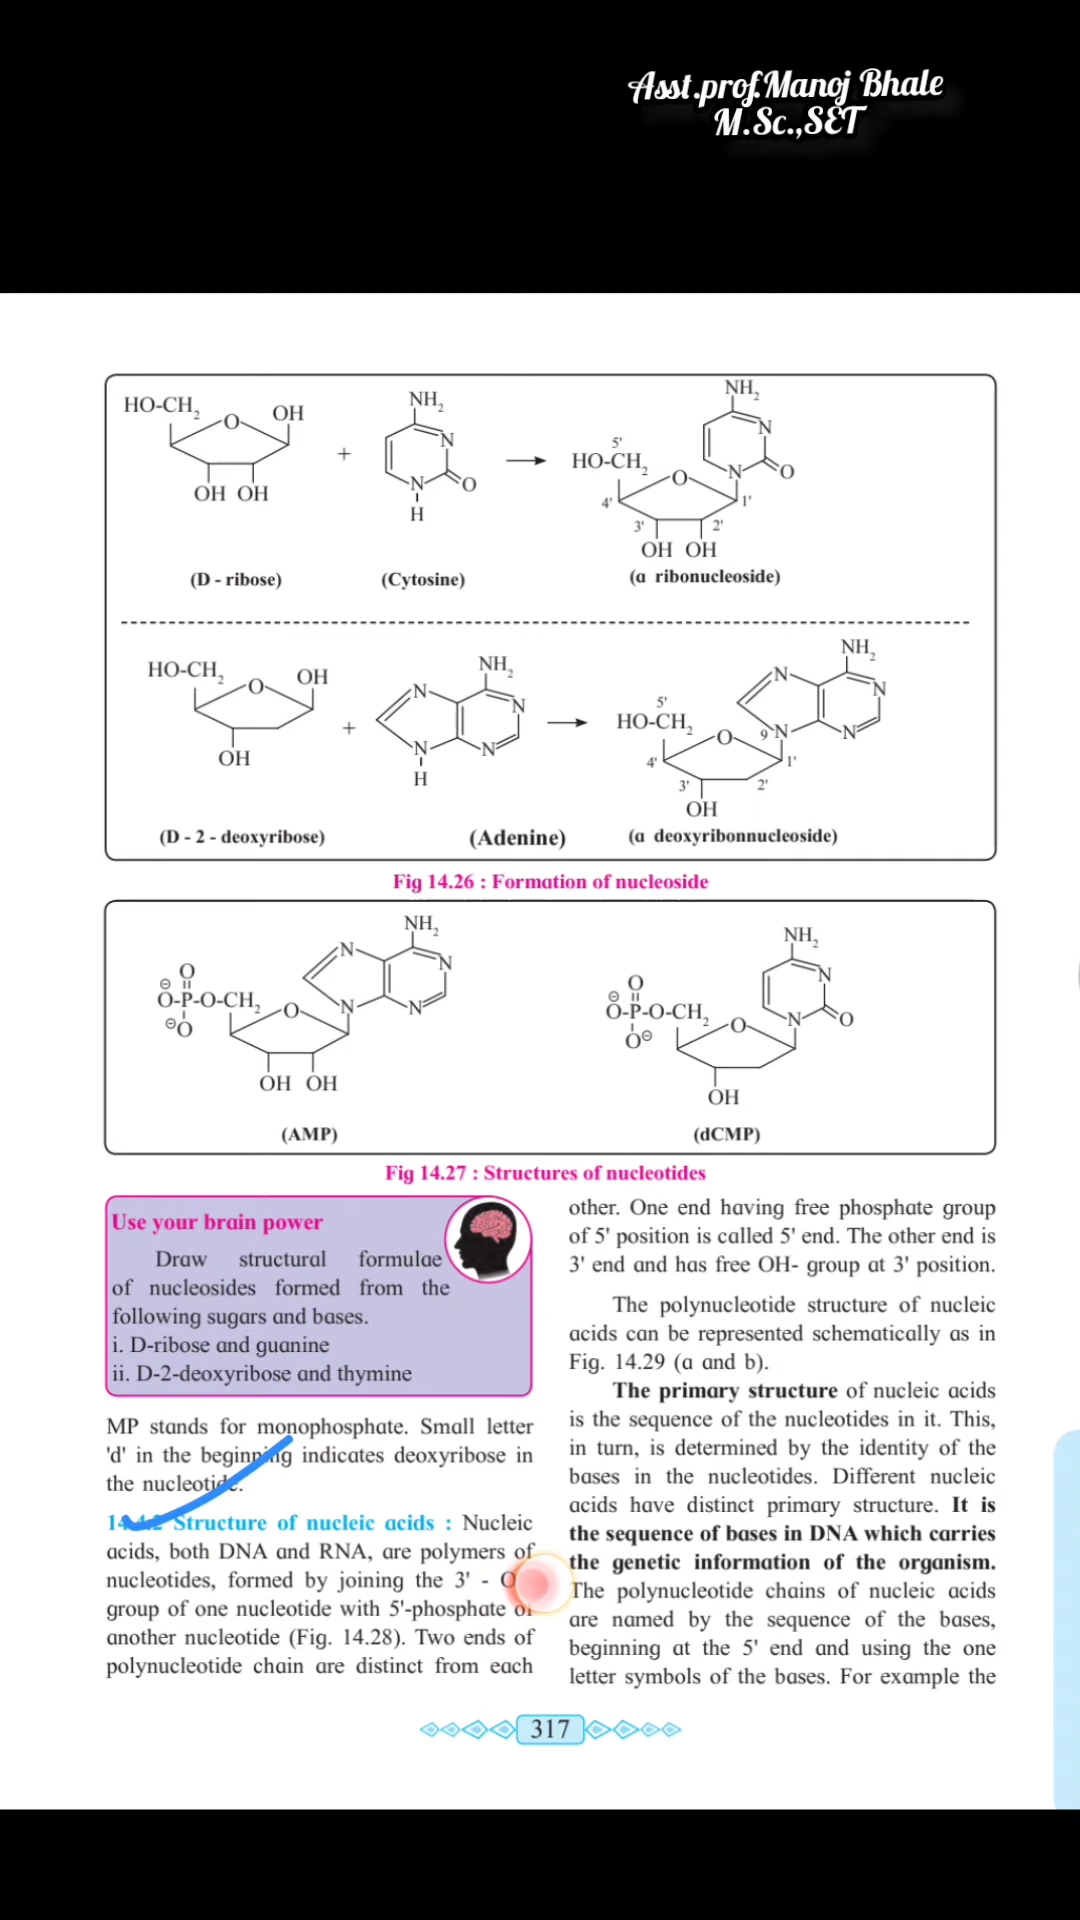 Asst.prof.Manoj Bhale
M.Sc.,SET
HO-CH2 O OH
OH OH
+
NH2
N
N O
H
5'
HO-CH2 O
4' 1'
3' 2'
OH OH
NH2
N
N O
(D - ribose) (Cytosine) (a ribonucleoside)
HO-CH2 O OH
OH
+
NH2
N N
N N
H
5'
HO-CH2 O
4' 1'
3' 2'
OH
NH2
N N
9 N N
(D - 2 - deoxyribose) (Adenine) (a deoxyribonnucleoside)
Fig 14.26 : Formation of nucleoside
NH2
N N
N N
O
⊖ O-P-O-CH2 O
⊖O
OH OH
(AMP)
NH2
N
N O
O
⊖ O-P-O-CH2 O
O⊖
OH
(dCMP)
Fig 14.27 : Structures of nucleotides
Use your brain power
Draw structural formulae
of nucleosides formed from the
following sugars and bases.
i. D-ribose and guanine
ii. D-2-deoxyribose and thymine
MP stands for monophosphate. Small letter
'd' in the beginning indicates deoxyribose in
the nucleotide.
14.4.2 Structure of nucleic acids : Nucleic
acids, both DNA and RNA, are polymers of
nucleotides, formed by joining the 3' - O
group of one nucleotide with 5'-phosphate of
another nucleotide (Fig. 14.28). Two ends of
polynucleotide chain are distinct from each
other. One end having free phosphate group
of 5' position is called 5' end. The other end is
3' end and has free OH- group at 3' position.
The polynucleotide structure of nucleic
acids can be represented schematically as in
Fig. 14.29 (a and b).
The primary structure of nucleic acids
is the sequence of the nucleotides in it. This,
in turn, is determined by the identity of the
bases in the nucleotides. Different nucleic
acids have distinct primary structure. It is
the sequence of bases in DNA which carries
the genetic information of the organism.
The polynucleotide chains of nucleic acids
are named by the sequence of the bases,
beginning at the 5' end and using the one
letter symbols of the bases. For example the
317